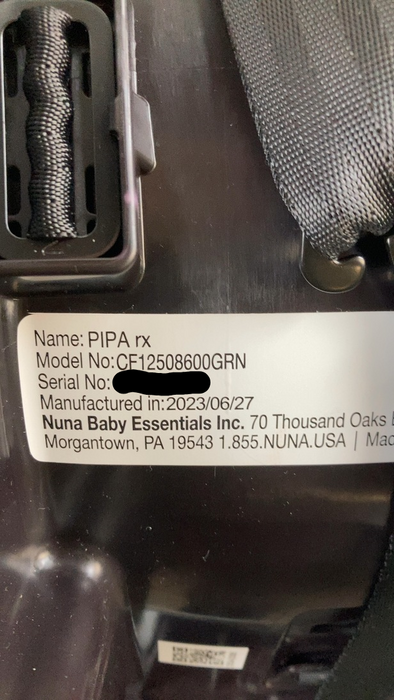 Name: PIPA rx
Model No:CF12508600GRN
Serial No:
Manufactured in:2023/06/27
Nuna Baby Essentials Inc. 70 Thousand Oaks
Morgantown, PA 19543 1.855.NUNA.USA |